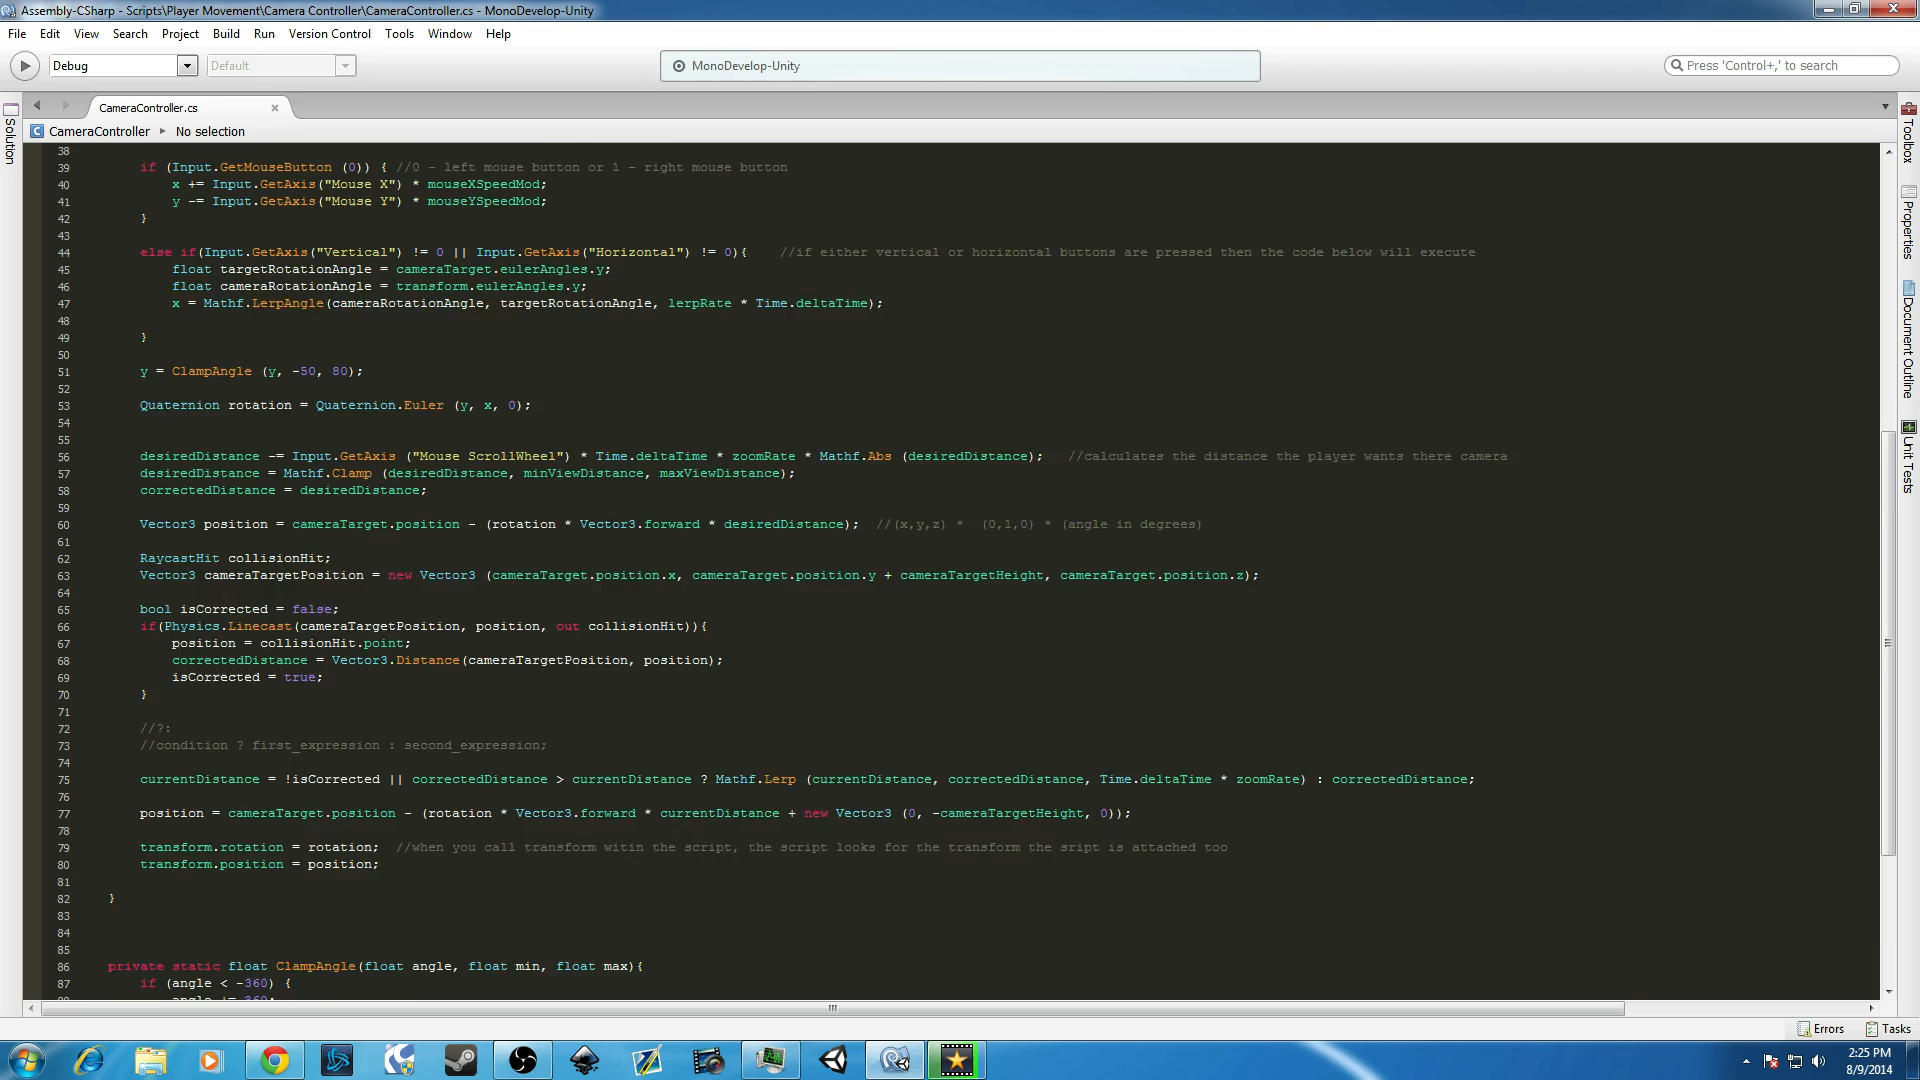 Assembly-CSharp - Scripts\Player Movement\Camera Controller\CameraController.cs - MonoDevelop-Unity
File Edit View Search Project Build Run Version Control Tools Window Help
Debug Default MonoDevelop-Unity Press 'Control+,' to search
CameraController.cs
CameraController No selection
Solution
Toolbox
Properties
Document Outline
Unit Tests
38
39 if (Input.GetMouseButton (0)) { //0 - left mouse button or 1 - right mouse button
40 x += Input.GetAxis("Mouse X") * mouseXSpeedMod;
41 y -= Input.GetAxis("Mouse Y") * mouseYSpeedMod;
42 }
43
44 else if(Input.GetAxis("Vertical") != 0 || Input.GetAxis("Horizontal") != 0){ //if either vertical or horizontal buttons are pressed then the code below will execute
45 float targetRotationAngle = cameraTarget.eulerAngles.y;
46 float cameraRotationAngle = transform.eulerAngles.y;
47 x = Mathf.LerpAngle(cameraRotationAngle, targetRotationAngle, lerpRate * Time.deltaTime);
48
49 }
50
51 y = ClampAngle (y, -50, 80);
52
53 Quaternion rotation = Quaternion.Euler (y, x, 0);
54
55
56 desiredDistance -= Input.GetAxis ("Mouse ScrollWheel") * Time.deltaTime * zoomRate * Mathf.Abs (desiredDistance); //calculates the distance the player wants there camera
57 desiredDistance = Mathf.Clamp (desiredDistance, minViewDistance, maxViewDistance);
58 correctedDistance = desiredDistance;
59
60 Vector3 position = cameraTarget.position - (rotation * Vector3.forward * desiredDistance); //(x,y,z) * (0,1,0) * (angle in degrees)
61
62 RaycastHit collisionHit;
63 Vector3 cameraTargetPosition = new Vector3 (cameraTarget.position.x, cameraTarget.position.y + cameraTargetHeight, cameraTarget.position.z);
64
65 bool isCorrected = false;
66 if(Physics.Linecast(cameraTargetPosition, position, out collisionHit)){
67 position = collisionHit.point;
68 correctedDistance = Vector3.Distance(cameraTargetPosition, position);
69 isCorrected = true;
70 }
71
72 //?:
73 //condition ? first_expression : second_expression;
74
75 currentDistance = !isCorrected || correctedDistance > currentDistance ? Mathf.Lerp (currentDistance, correctedDistance, Time.deltaTime * zoomRate) : correctedDistance;
76
77 position = cameraTarget.position - (rotation * Vector3.forward * currentDistance + new Vector3 (0, -cameraTargetHeight, 0));
78
79 transform.rotation = rotation; //when you call transform witin the script, the script looks for the transform the sript is attached too
80 transform.position = position;
81
82 }
83
84
85
86 private static float ClampAngle(float angle, float min, float max){
87 if (angle < -360) {
88 angle += 360;
Errors Tasks
2:25 PM
8/9/2014